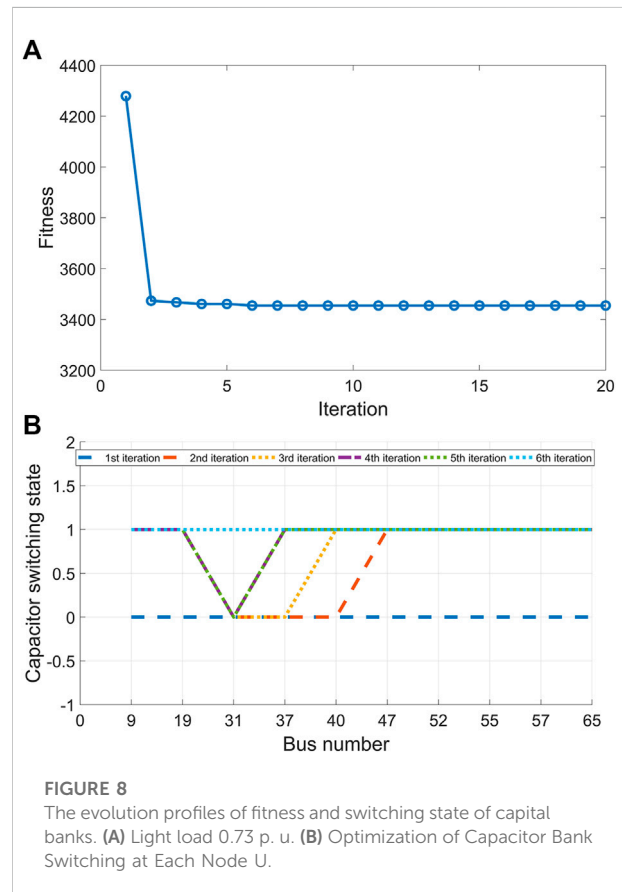 A
4400
4200
4000
3800
3600
3400
3200
Fitness
0 5 10 15 20
Iteration
B
2
1.5
1
0.5
0
-0.5
-1
Capacitor switching state
1st iteration 2nd iteration 3rd iteration 4th iteration 5th iteration 6th iteration
0 9 19 31 37 40 47 52 55 57 65
Bus number
FIGURE 8
The evolution profiles of fitness and switching state of capital
banks. (A) Light load 0.73 p. u. (B) Optimization of Capacitor Bank
Switching at Each Node U.